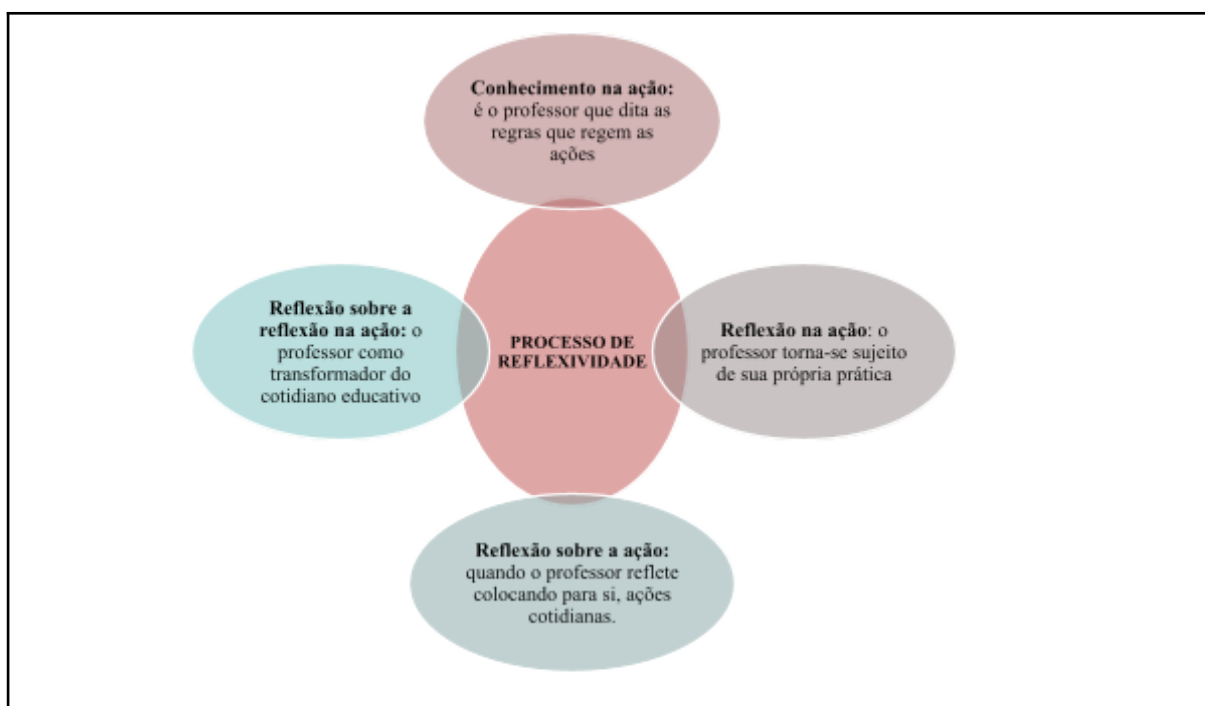 Conhecimento na ação:
é o professor que dita as
regras que regem as
ações
Reflexão sobre a
reflexão na ação: o
professor como
transformador do
cotidiano educativo
PROCESSO DE
REFLEXIVIDADE
Reflexão na ação: o
professor torna-se sujeito
de sua própria prática
Reflexão sobre a ação:
quando o professor reflete
colocando para si, ações
cotidianas.